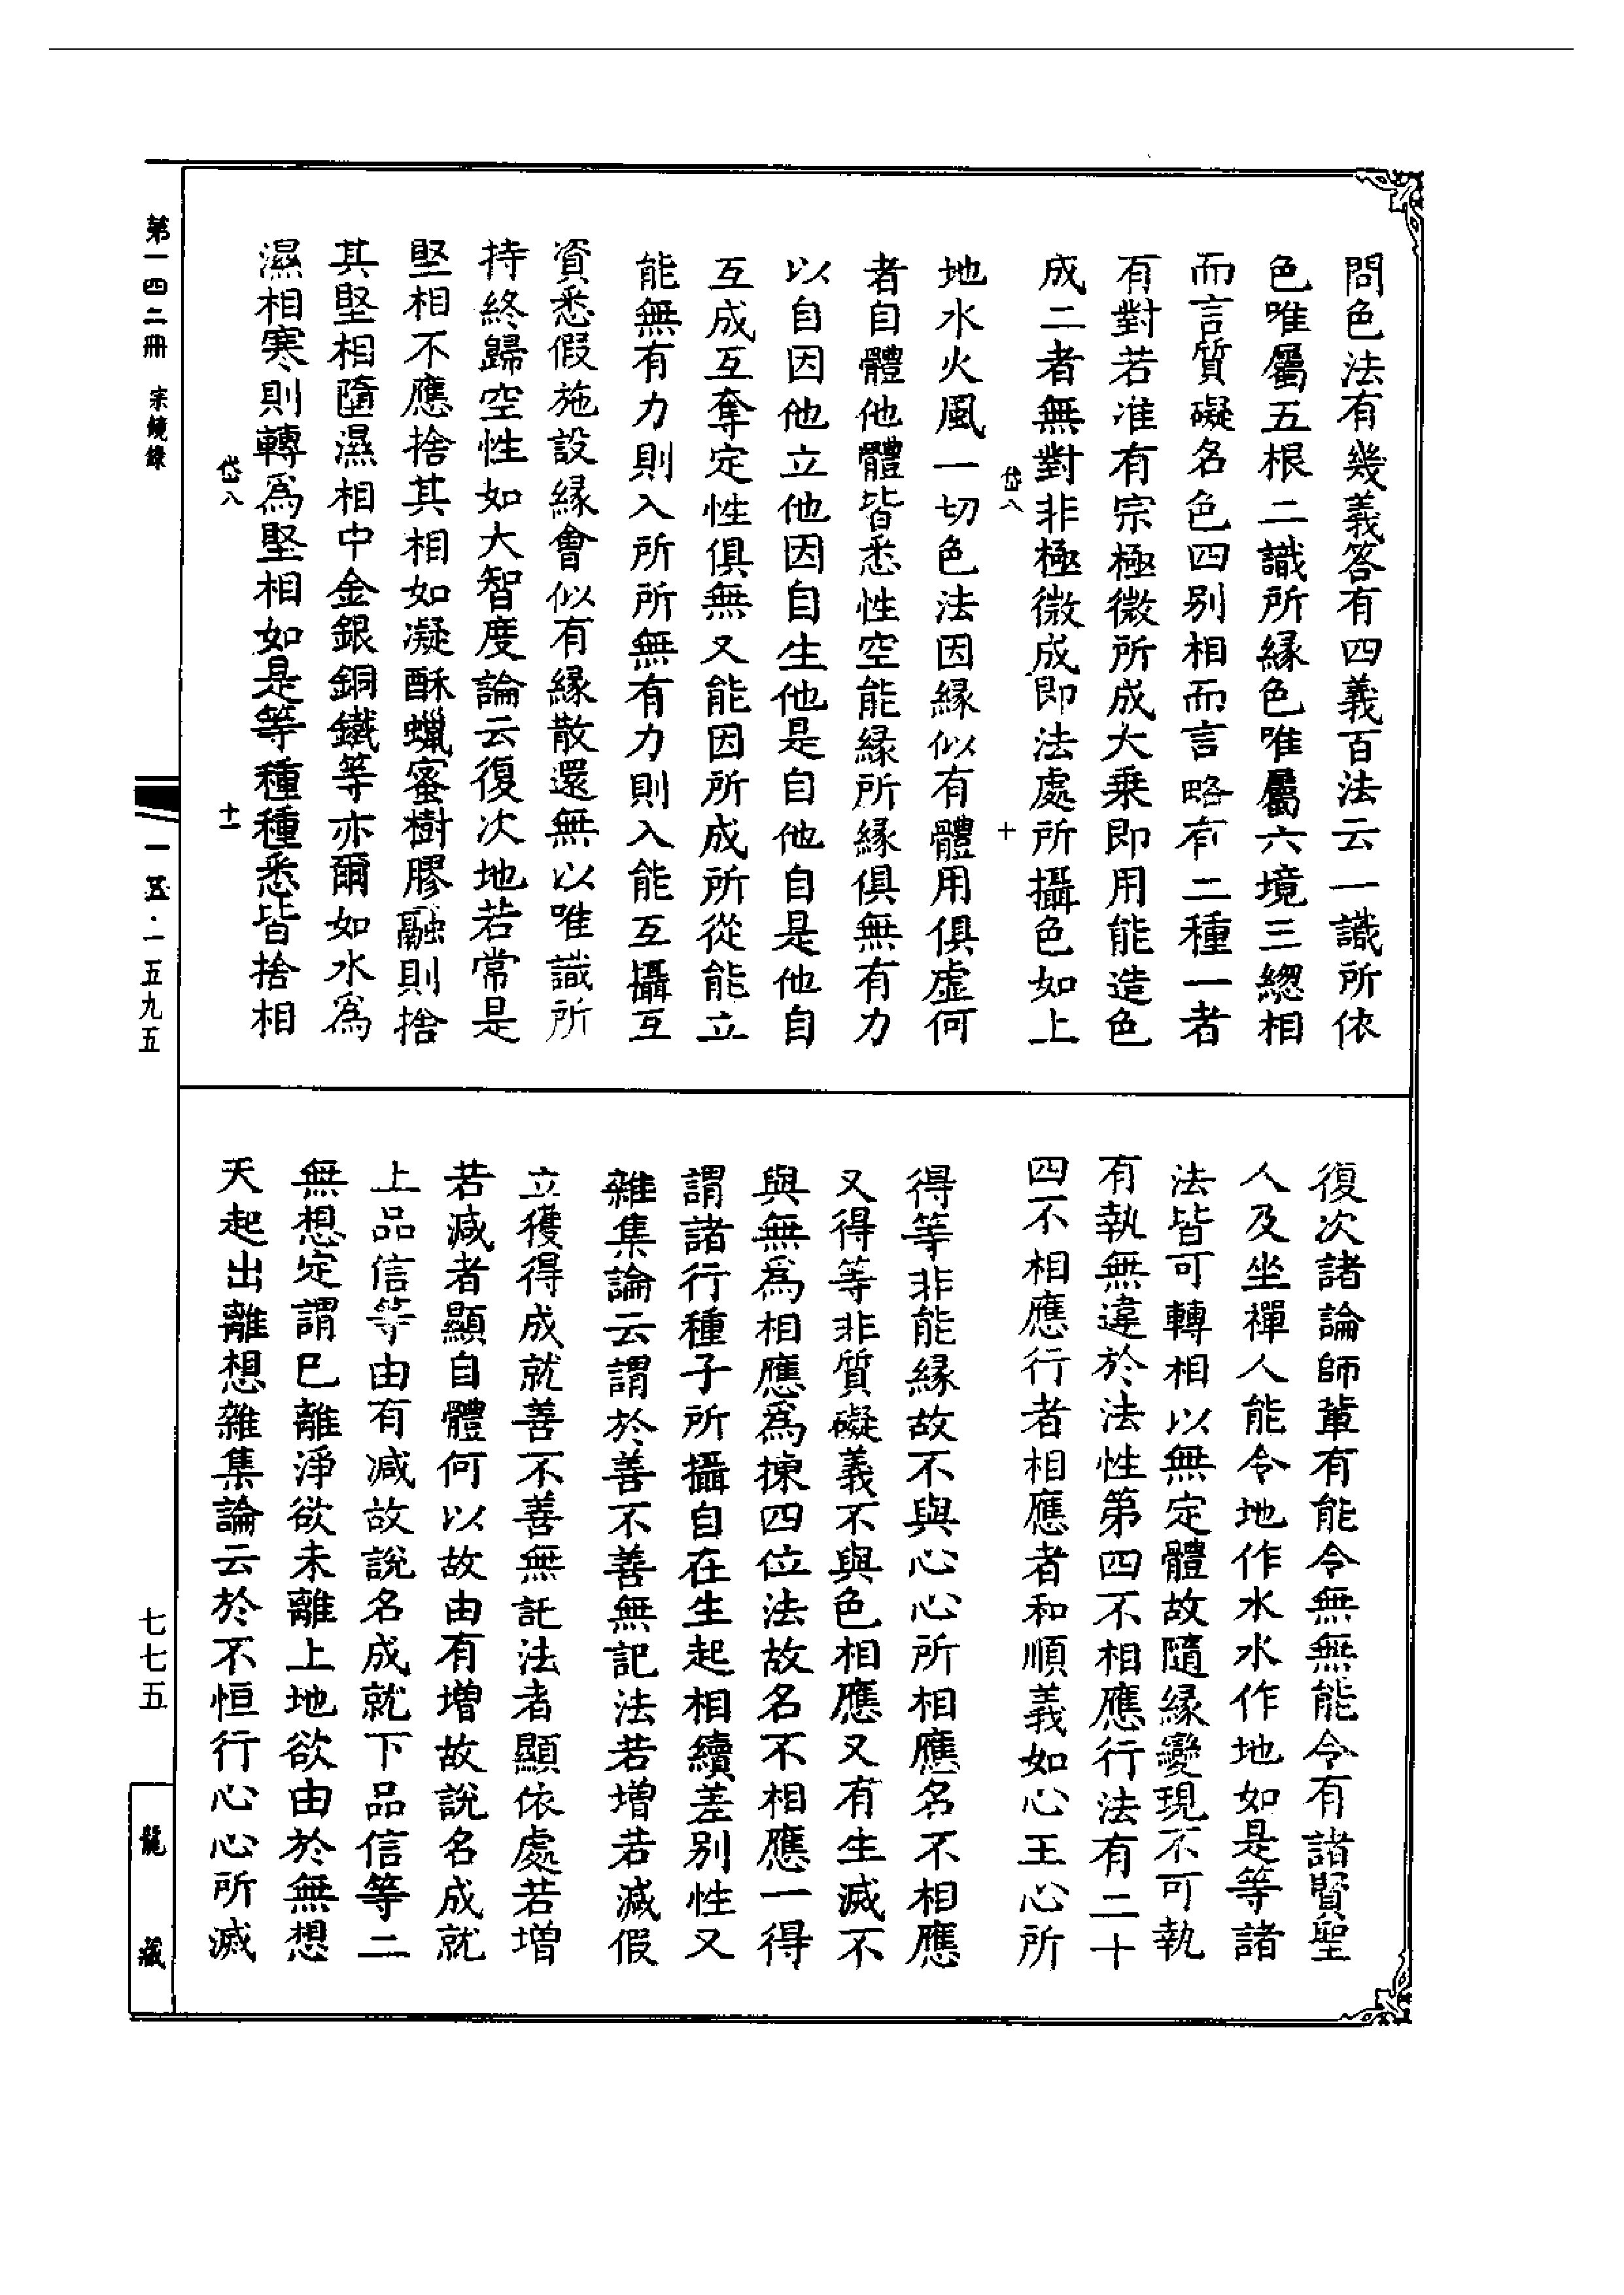 問色法有幾義答有四義百法云一識所依
色唯屬五根二識所緣色唯屬六境三緫相
而言質礙名色四别相而言略有二種一者
有對若准有宗極微所成大乗即用能造色
成二者無對非極微成即法處所攝色如上
岱八 十
地水火風一切色法因緣似有體用俱虛何
者自體他體皆悉性空能緣所緣俱無有力
以自因他立他因自生他是自他自是他自
互成互奪定性俱無又能因所成所從能立
能無有力則入所所無有力則入能互攝互
資悉假施設緣會似有緣散還無以唯識所
持終歸空性如大智度論云復次地若常是
堅相不應捨其相如凝酥蠟蜜樹膠融則捨
其堅相墮濕相中金銀銅鐵等亦爾如水爲
濕相寒則轉爲堅相如是等種種悉皆捨相
岱八 十一
復次諸論師輩有能令無無能令有諸賢聖
人及坐禪人能令地作水水作地如是等諸
法皆可轉相以無定體故隨緣變現不可執
有執無違於法性第四不相應行法有二十
四不相應行者相應者和順義如心王心所
得等非能緣故不與心心所相應名不相應
又得等非質礙義不與色相應又有生滅不
與無爲相應爲揀四位法故名不相應一得
謂諸行種子所攝自在生起相續差别性又
雜集論云謂於善不善無記法若增若減假
立獲得成就善不善無記法者顯依處若增
若減者顯自體何以故由有增故說名成就
上品信等由有减故說名成就下品信等二
無想定謂巳離淨欲未離上地欲由於無想
天起出離想雜集論云於不恒行心心所滅
第一四二冊 宗鏡錄
一五·一五九五
七七五
龍藏